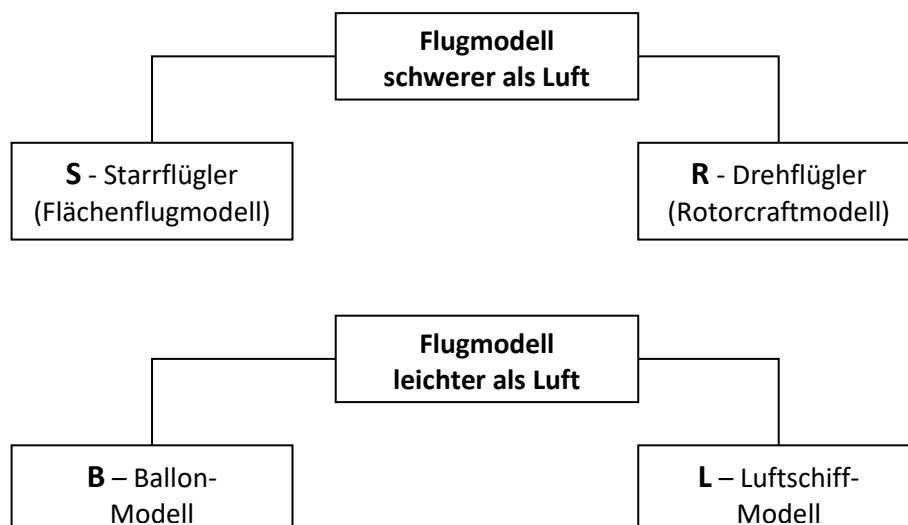 Flugmodell
schwerer als Luft
S - Starrflügler
(Flächenflugmodell)
R - Drehflügler
(Rotorcraftmodell)
Flugmodell
leichter als Luft
B – Ballon-
Modell
L – Luftschiff-
Modell